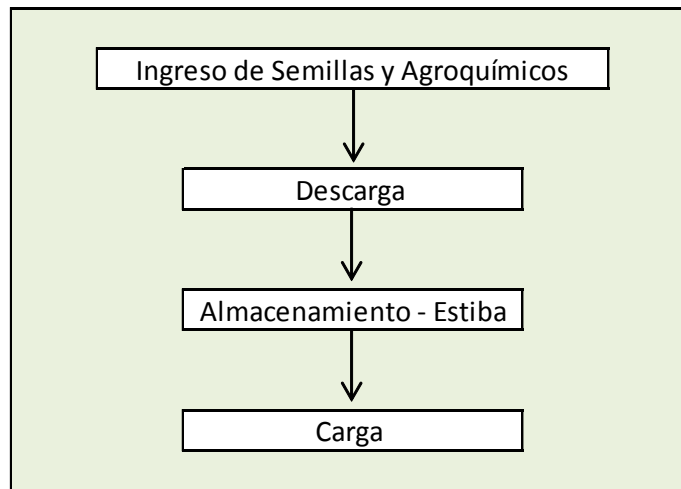 Ingreso de Semillas y Agroquímicos
Descarga
Almacenamiento - Estiba
Carga